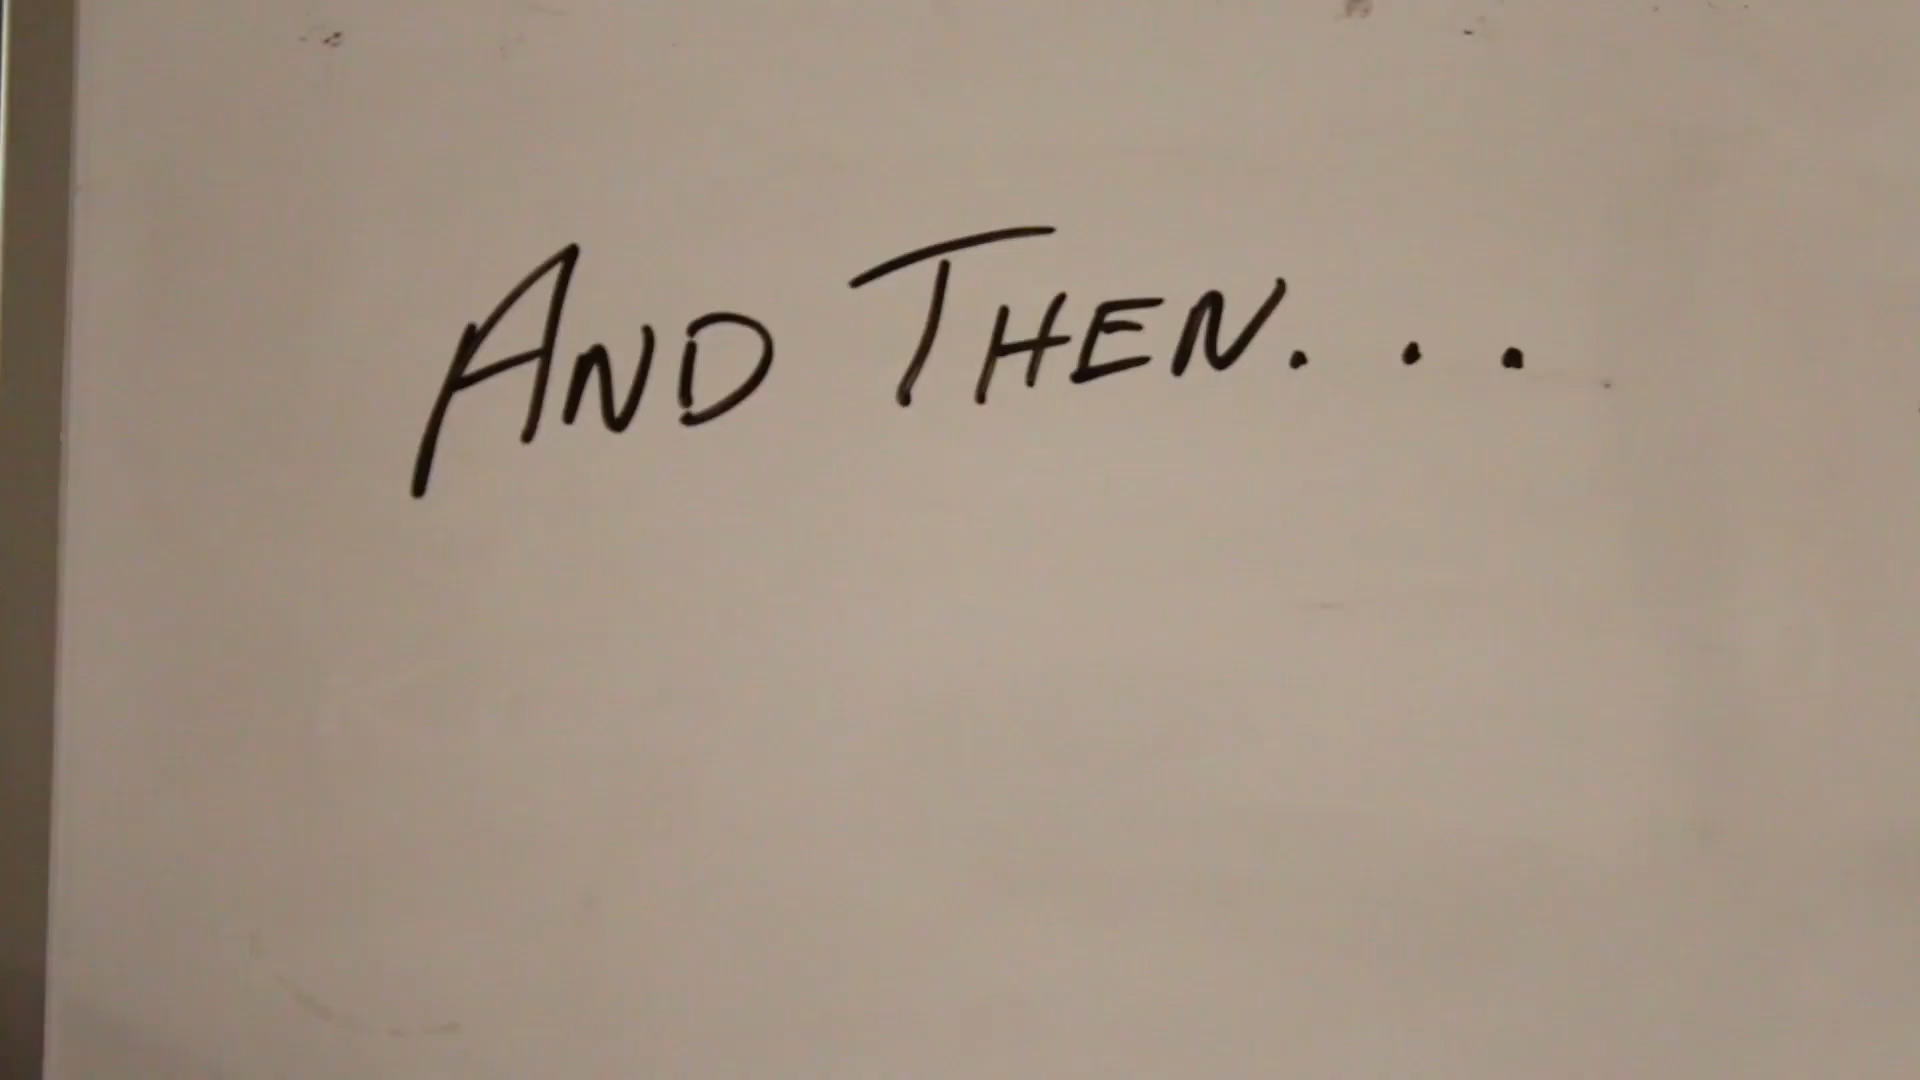 AND THEN. . .